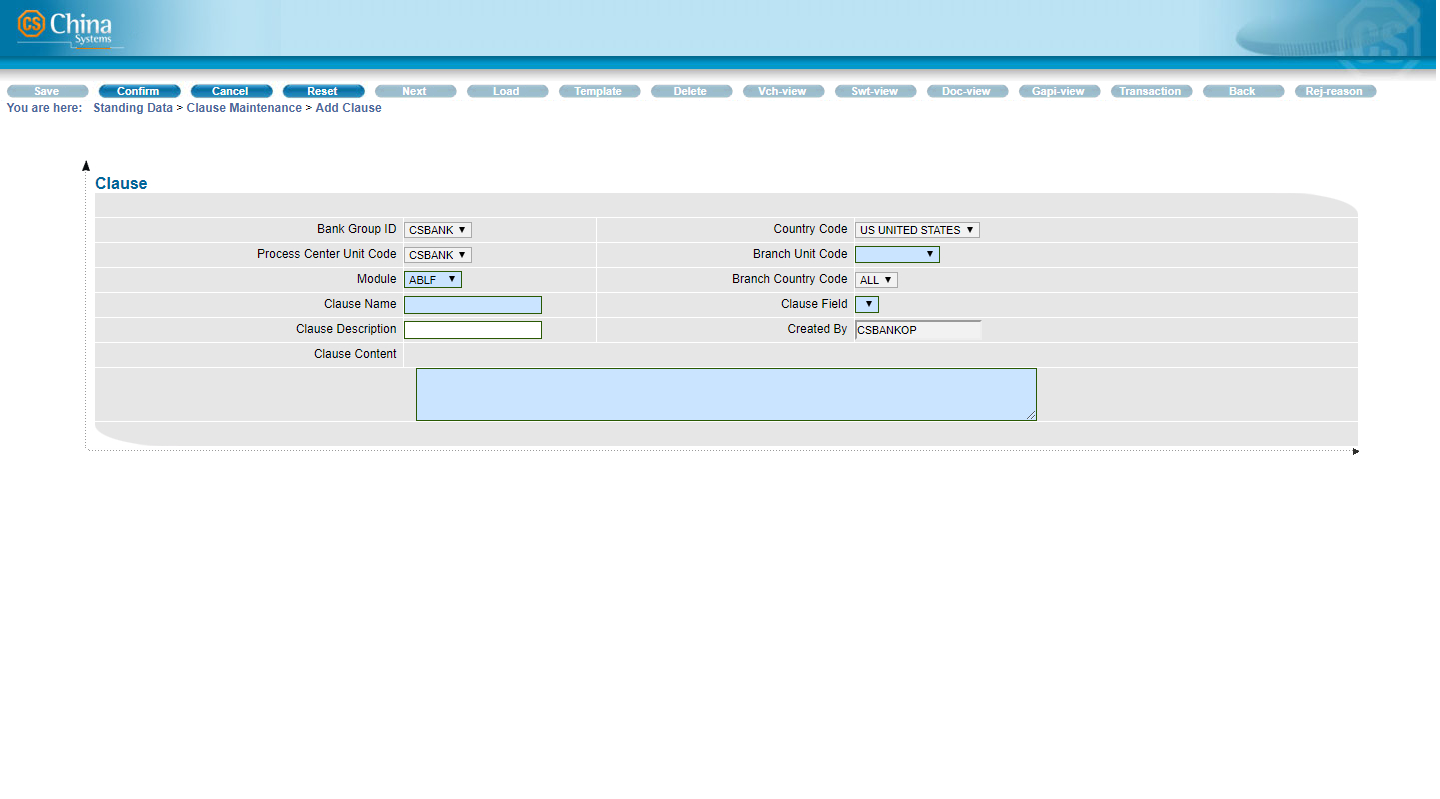 CS China Systems
CS
Save Confirm Cancel Reset Next Load Template Delete Vch-view Swt-view Doc-view Gapi-view Transaction Back Rej-reason
You are here: Standing Data > Clause Maintenance > Add Clause
Clause
Bank Group ID CSBANK Country Code US UNITED STATES
Process Center Unit Code CSBANK Branch Unit Code
Module ABLF Branch Country Code ALL
Clause Name Clause Field
Clause Description Created By CSBANKOP
Clause Content